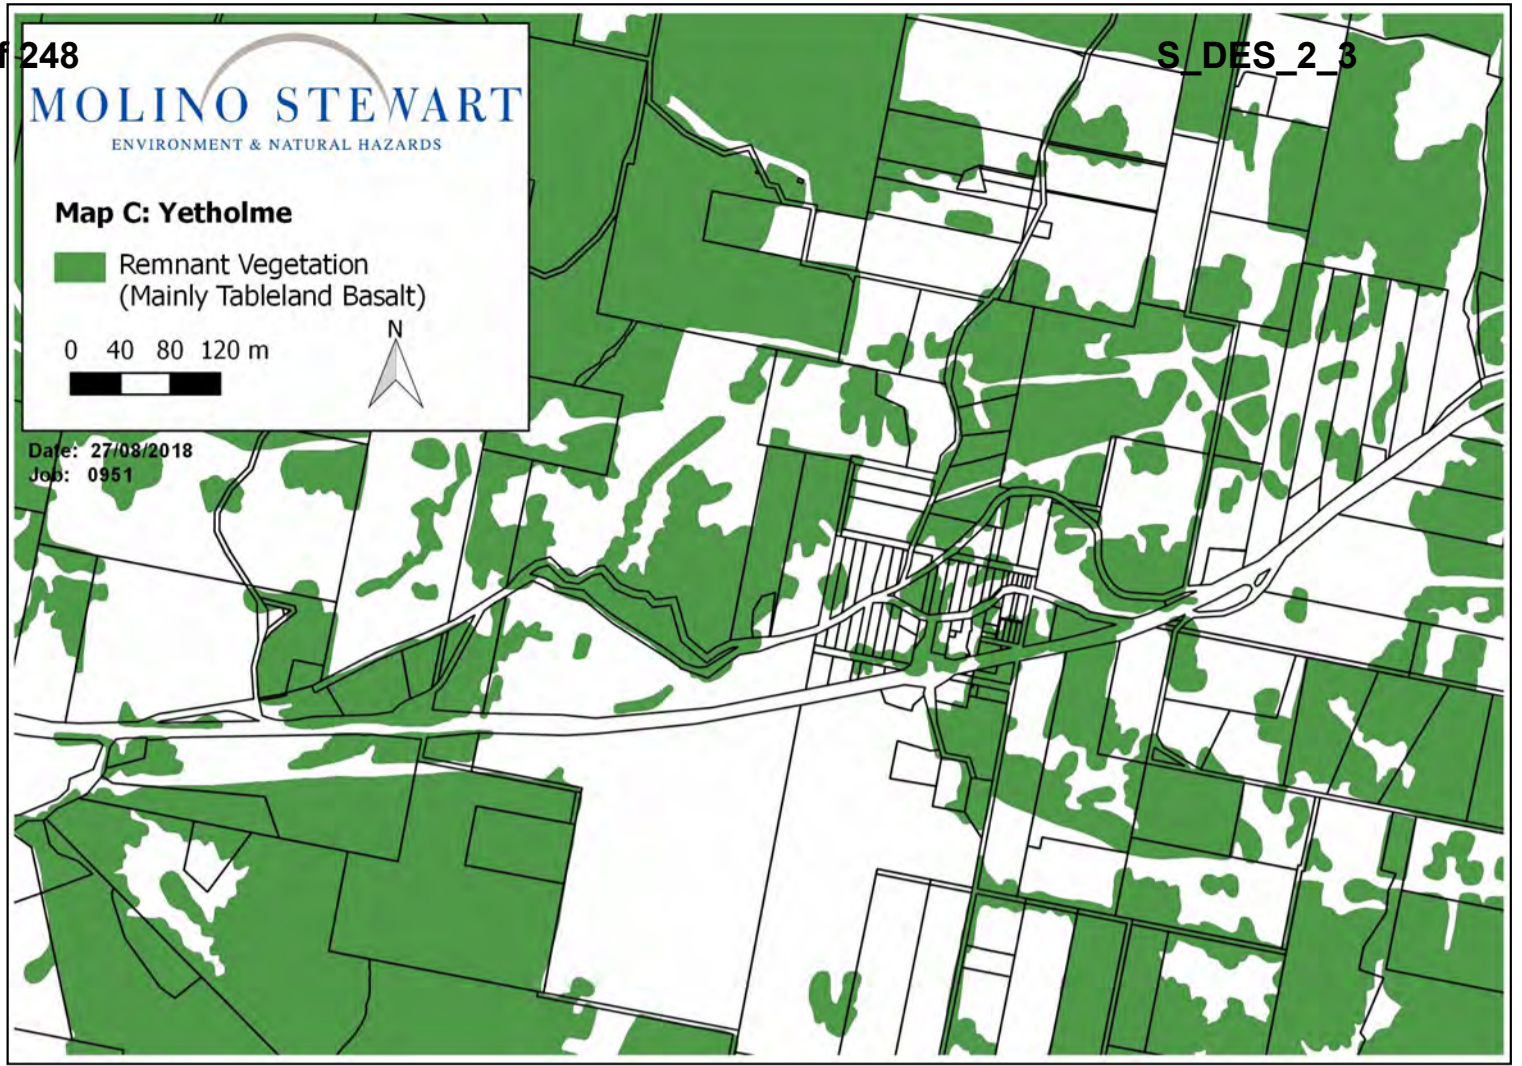 f 248
S_DES_2_3
MOLINO STEWART
ENVIRONMENT & NATURAL HAZARDS
Map C: Yetholme
Remnant Vegetation
(Mainly Tableland Basalt)
N
0 40 80 120 m
Date: 27/08/2018
Job: 0951